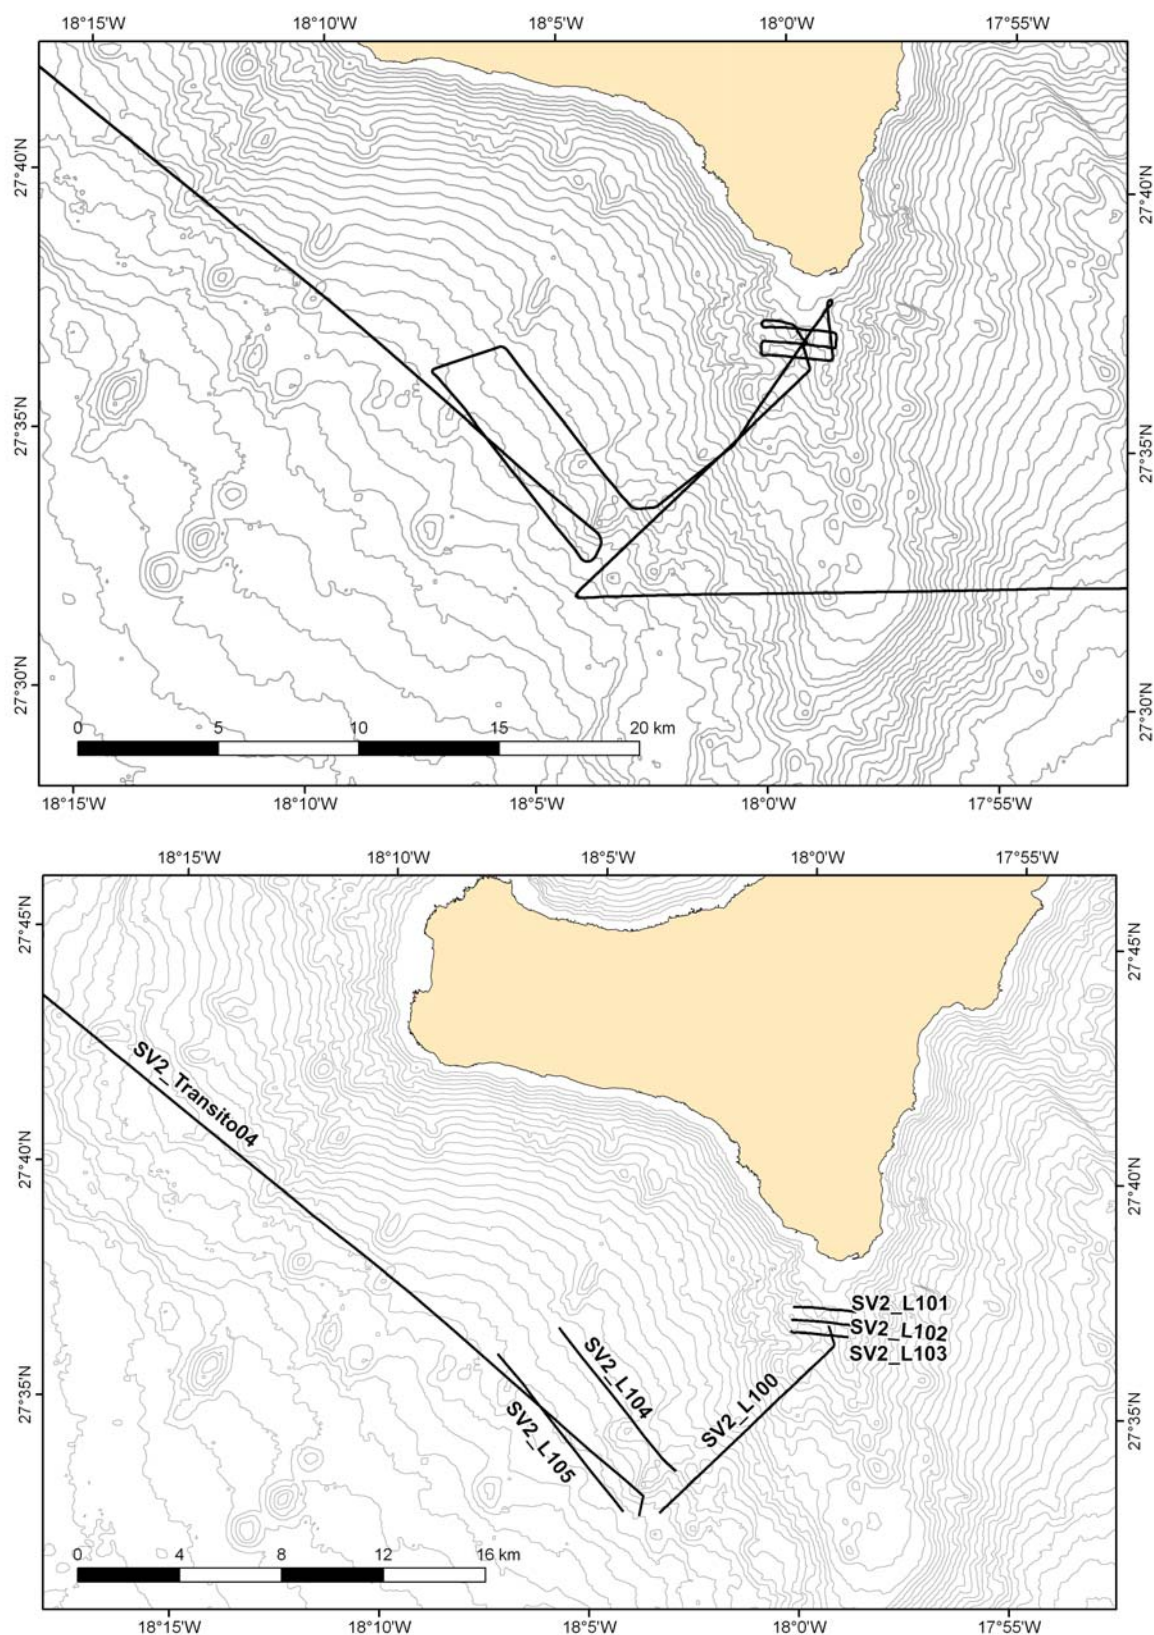 18°15'W 18°10'W 18°5'W 18°0'W 17°55'W
27°40'N 27°40'N
27°35'N 27°35'N
27°30'N 27°30'N
0 5 10 15 20 km
18°15'W 18°10'W 18°5'W 18°0'W 17°55'W
18°15'W 18°10'W 18°5'W 18°0'W 17°55'W
27°45'N 27°45'N
SV2_Transito04
27°40'N 27°40'N
SV2_L101
SV2_L102
SV2_L103
SV2_L104
SV2_L100
27°35'N 27°35'N
SV2_L105
0 4 8 12 16 km
18°15'W 18°10'W 18°5'W 18°0'W 17°55'W